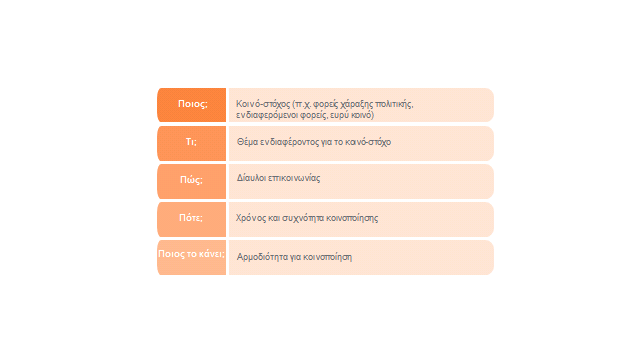 Ποιος;
Κοινό-στόχος (π.χ. φορείς χάραξης πολιτικής,
ενδιαφερόμενοι φορείς, ευρύ κοινό)
Τι;
Θέμα ενδιαφέροντος για το κοινό-στόχο
Πώς;
Δίαυλοι επικοινωνίας
Πότε;
Χρόνος και συχνότητα κοινοποίησης
Ποιος το κάνει;
Αρμοδιότητα για κοινοποίηση